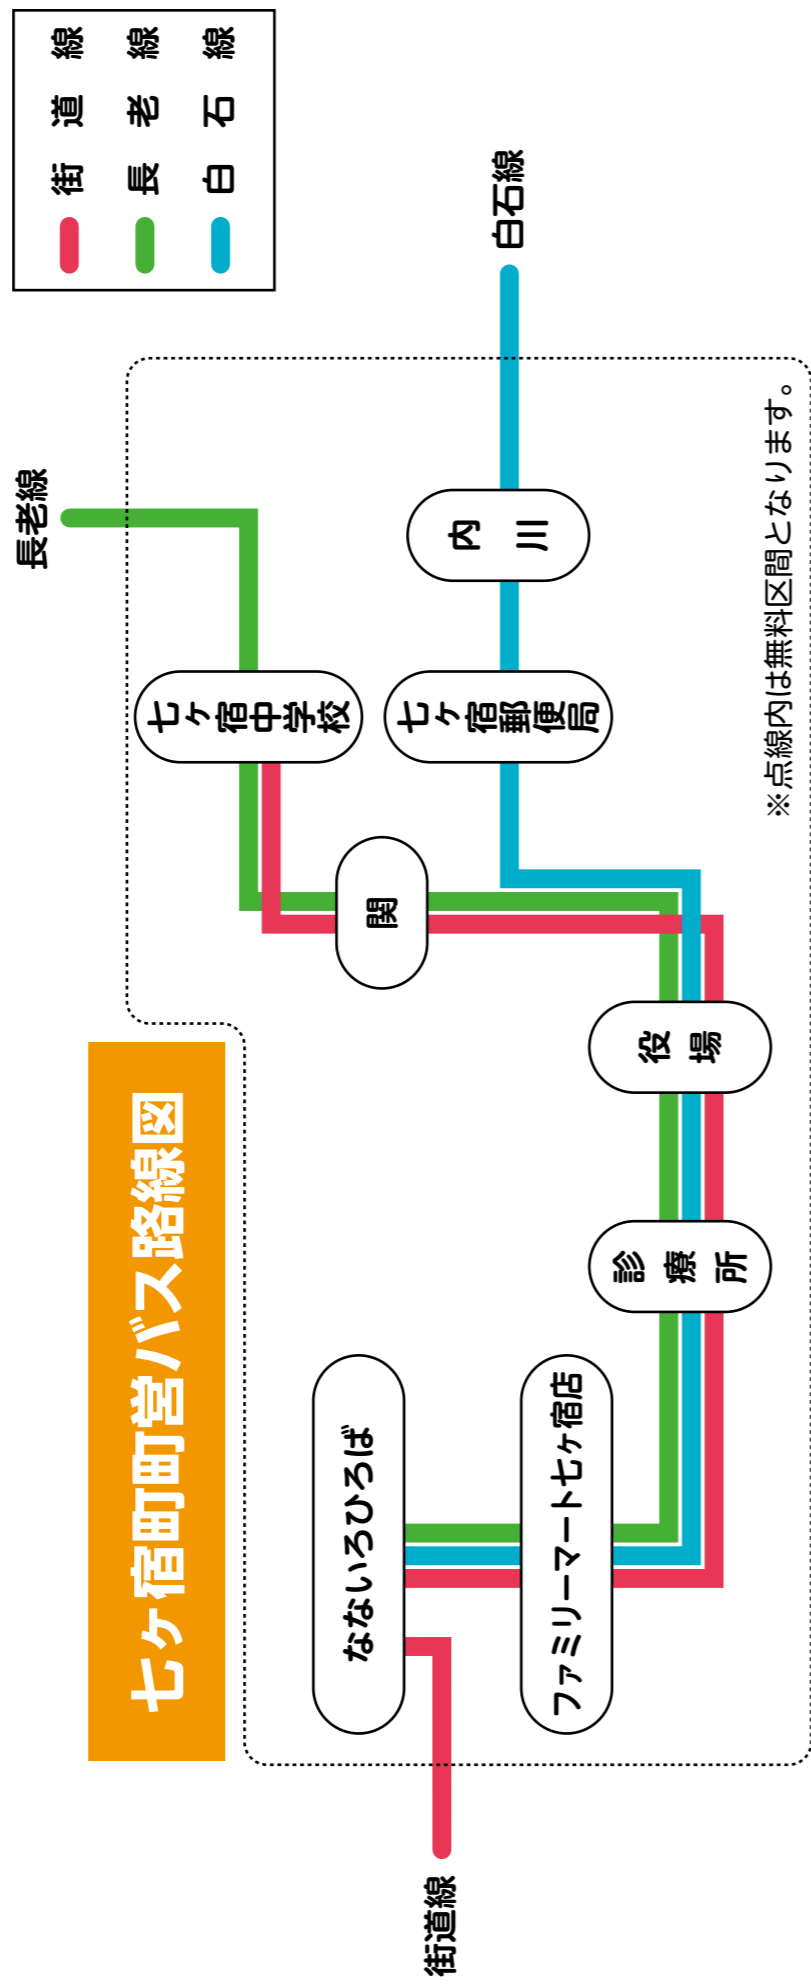 七ヶ宿町町営バス路線図
街道線
長老線
白石線
長老線
白石線
街道線
七ヶ宿中学校
内川
七ヶ宿郵便局
関
なないろひろば
ファミリーマート七ヶ宿店
診療所
役場
※点線内は無料区間となります。